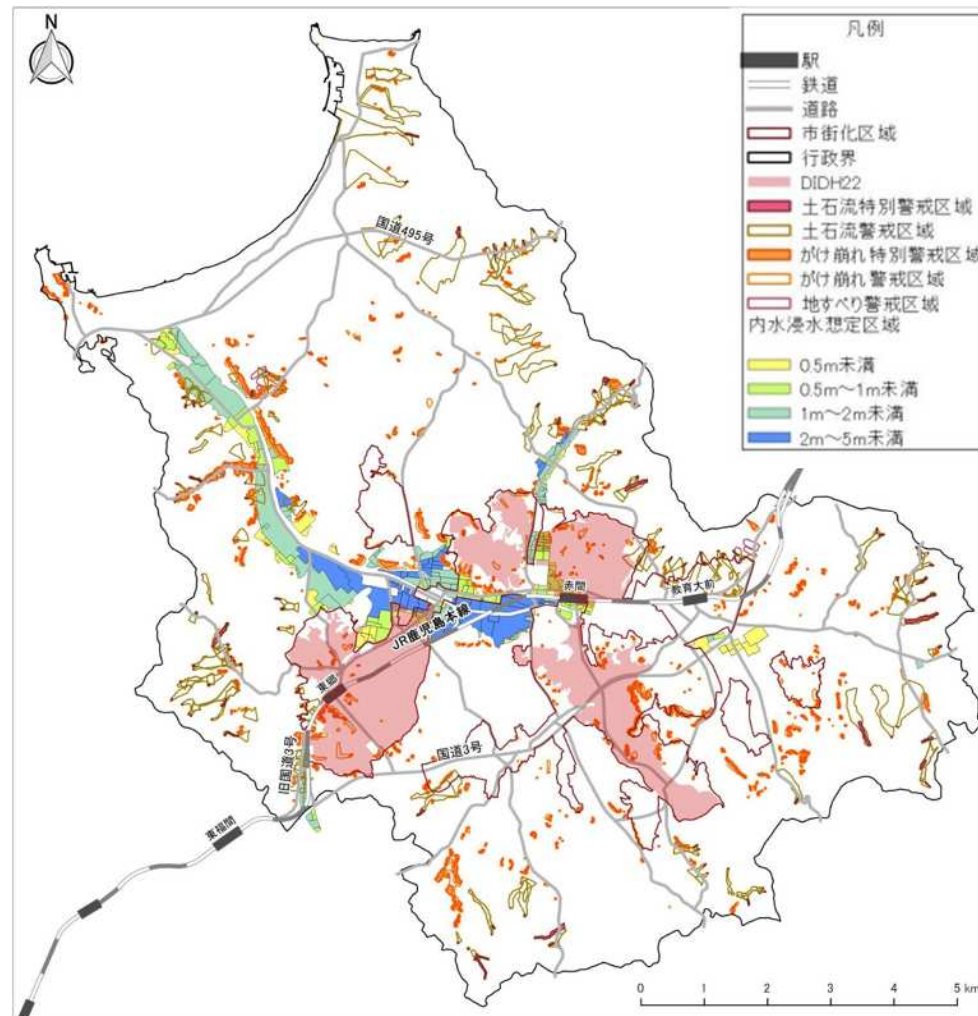 N
凡例
駅
鉄道
道路
市街化区域
行政界
DIDH22
土石流特別警戒区域
土石流警戒区域
がけ崩れ特別警戒区域
がけ崩れ警戒区域
地すべり警戒区域
内水浸水想定区域
0.5m未満
0.5m～1m未満
1m～2m未満
2m～5m未満
国道495号
赤間
教育大前
JR鹿児島本線
東郷
国道3号
旧国道3号
東福間
0 1 2 3 4 5 km